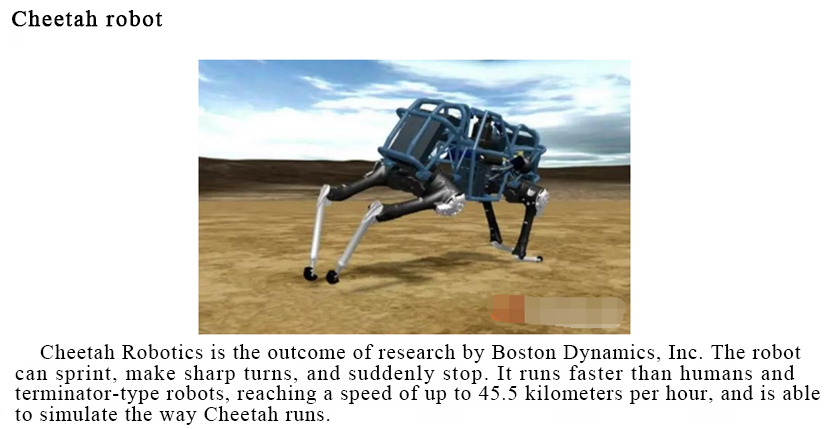 Cheetah robot
Cheetah Robotics is the outcome of research by Boston Dynamics, Inc. The robot
can sprint, make sharp turns, and suddenly stop. It runs faster than humans and
terminator-type robots, reaching a speed of up to 45.5 kilometers per hour, and is able
to simulate the way Cheetah runs.